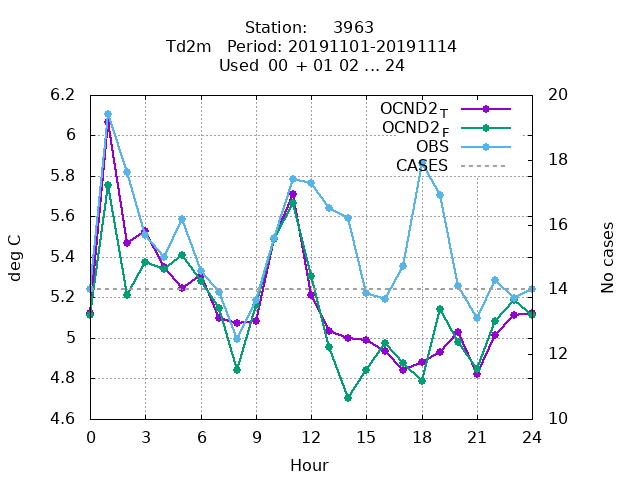 Station: 3963
Td2m Period: 20191101-20191114
Used 00 + 01 02 ... 24
6.2
6
5.8
5.6
5.4
5.2
5
4.8
4.6
20
18
16
14
12
10
OCND2_T
OCND2_F
OBS
CASES
deg C
No cases
0 3 6 9 12 15 18 21 24
Hour